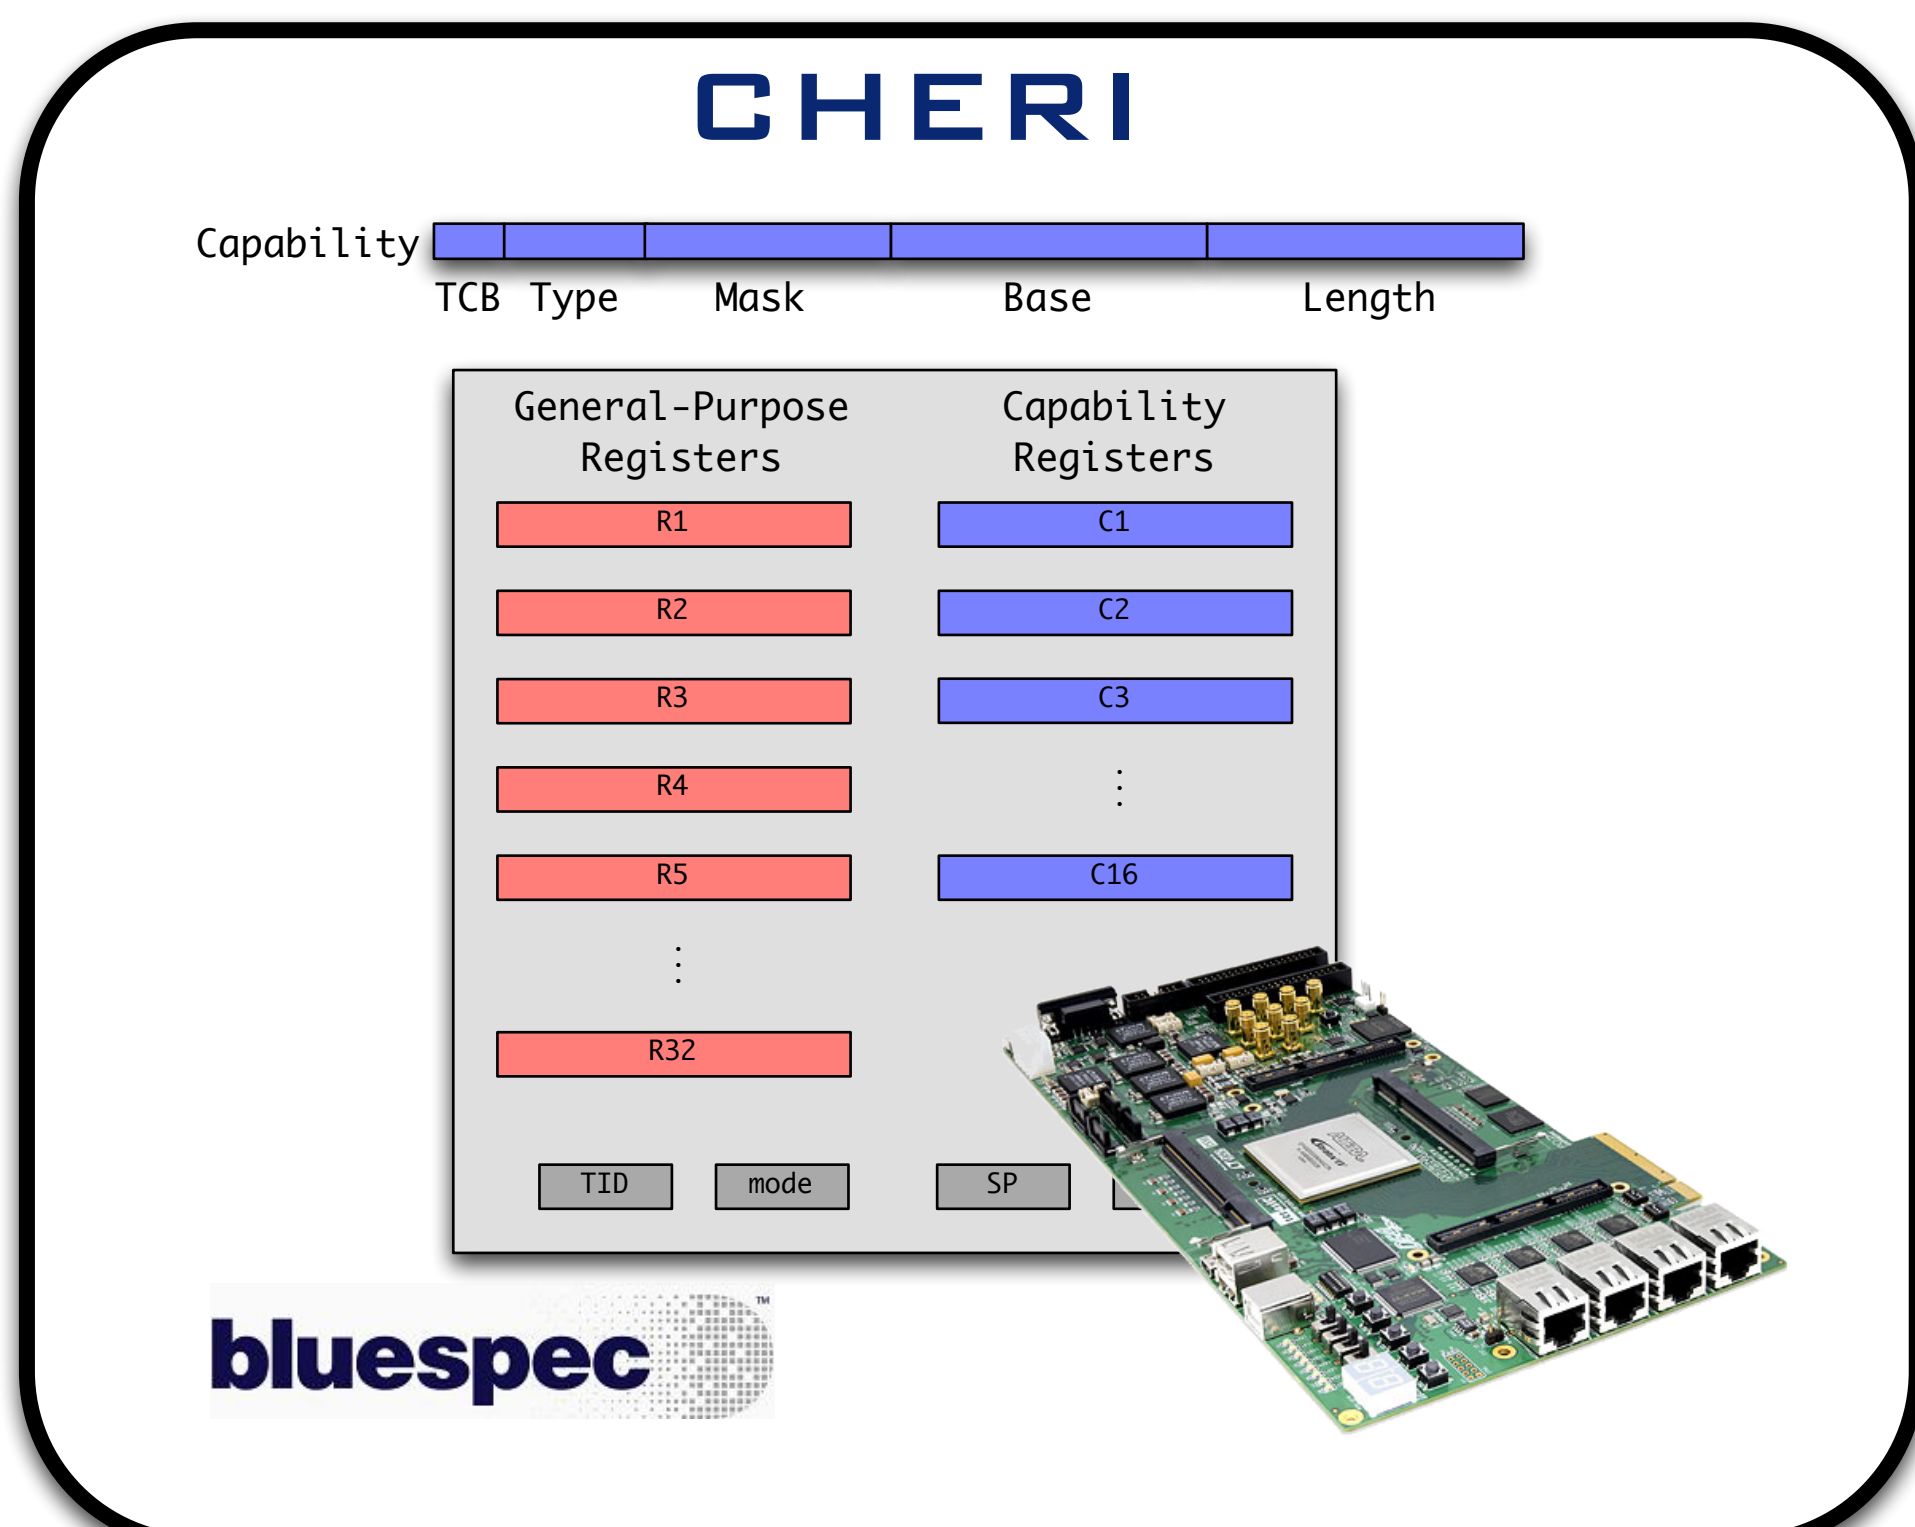 CHERI
Capability
TCB Type Mask Base Length
General-Purpose
Registers
Capability
Registers
R1
C1
R2
C2
R3
C3
R4
⋮
R5
C16
⋮
R32
TID
mode
SP
bluespec™